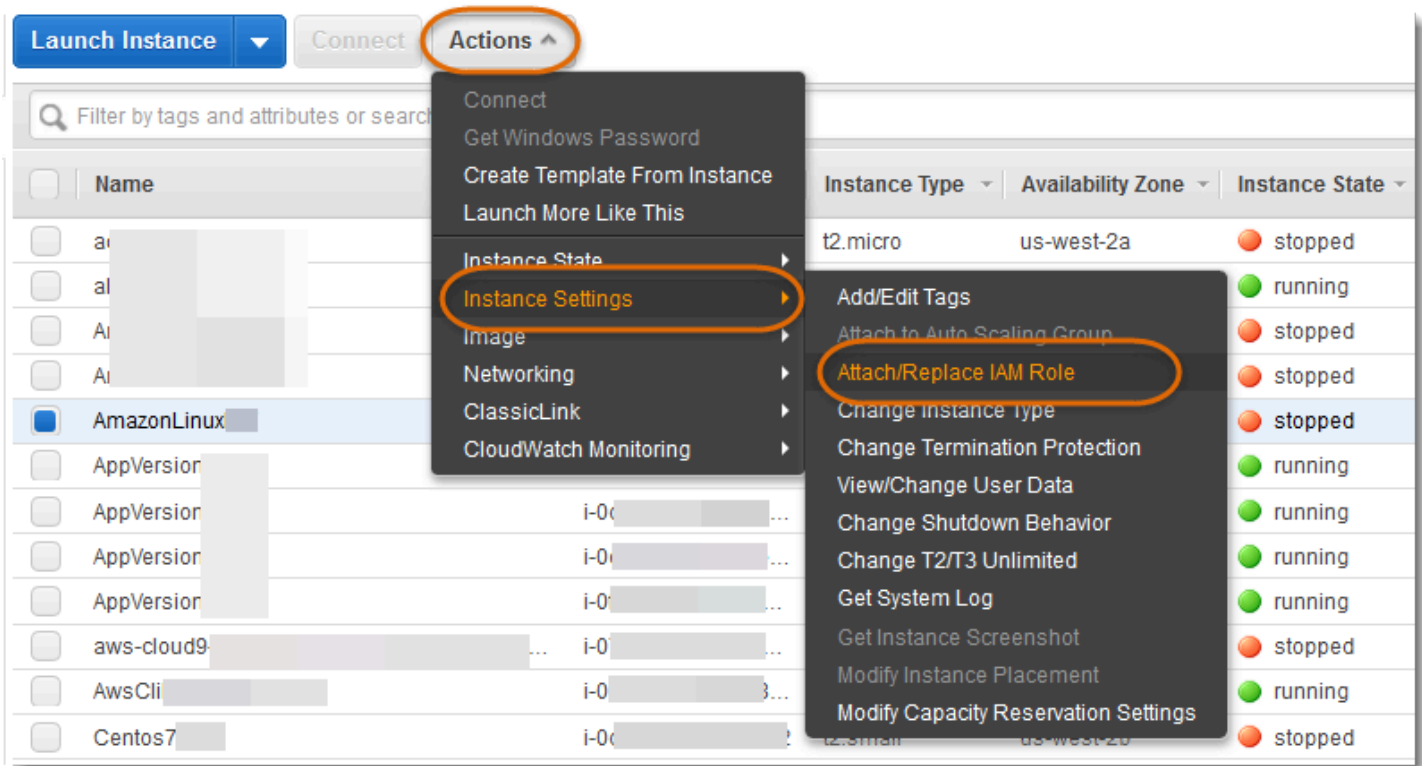 Launch Instance Connect Actions
Filter by tags and attributes or search
Connect
Get Windows Password
Create Template From Instance
Launch More Like This
Instance State
Instance Settings
Image
Networking
ClassicLink
CloudWatch Monitoring
Add/Edit Tags
Attach to Auto Scaling Group
Attach/Replace IAM Role
Change Instance Type
Change Termination Protection
View/Change User Data
Change Shutdown Behavior
Change T2/T3 Unlimited
Get System Log
Get Instance Screenshot
Modify Instance Placement
Modify Capacity Reservation Settings
Name Instance Type Availability Zone Instance State
t2.micro us-west-2a stopped
running
stopped
stopped
AmazonLinux stopped
AppVersion running
AppVersion running
AppVersion running
AppVersion running
aws-cloud9- ... stopped
AwsCli running
Centos7 t2.small us-west-2b stopped